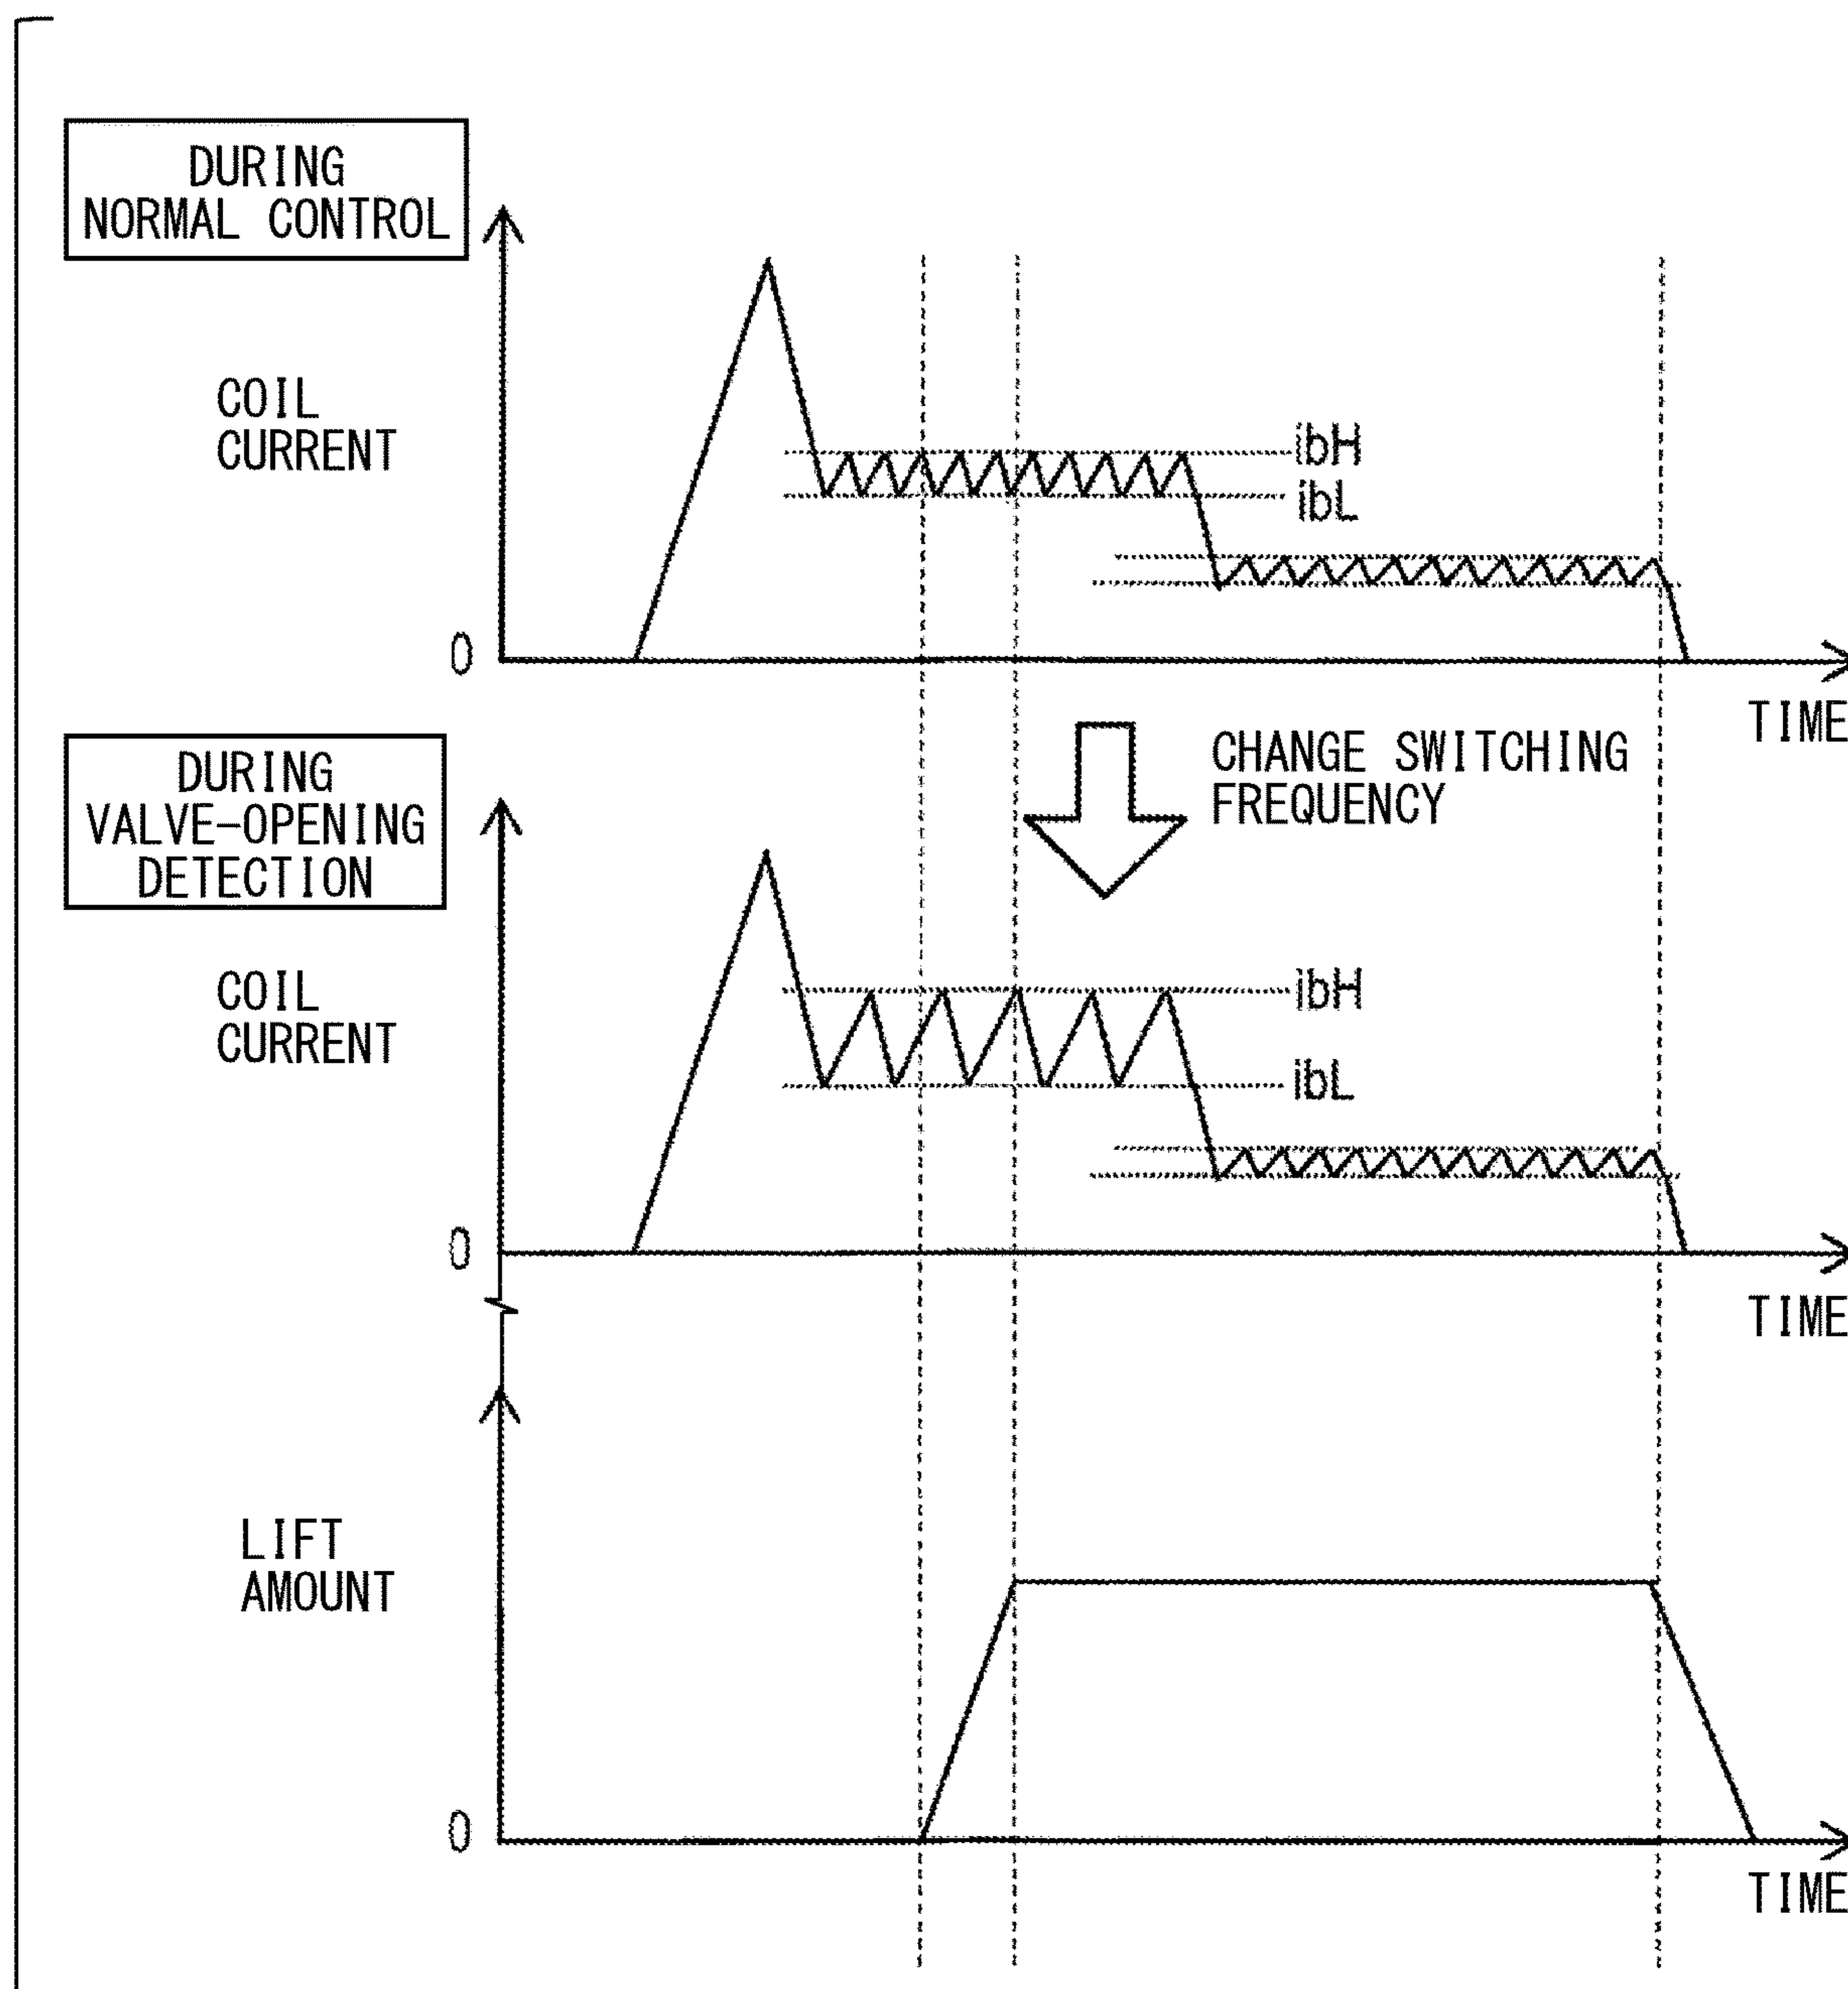 DURING
NORMAL CONTROL
COIL
CURRENT
ibH
ibL
0
TIME
CHANGE SWITCHING
FREQUENCY
DURING
VALVE-OPENING
DETECTION
COIL
CURRENT
ibH
ibL
0
TIME
LIFT
AMOUNT
0
TIME